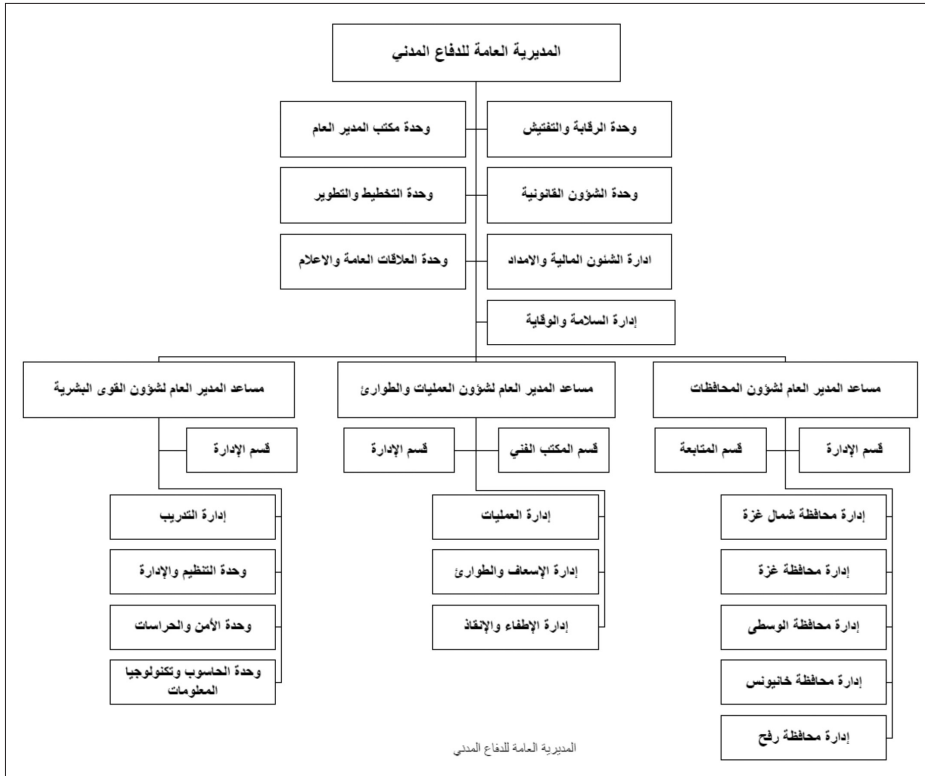 المديرية العامة للدفاع المدني
وحدة الرقابة والتفتيش
وحدة مكتب المدير العام
وحدة الشؤون القانونية
وحدة التخطيط والتطوير
ادارة الشئون المالية والامداد
وحدة العلاقات العامة والاعلام
إدارة السلامة والوقاية
مساعد المدير العام لشؤون المحافظات
مساعد المدير العام لشؤون العمليات والطوارئ
مساعد المدير العام لشؤون القوى البشرية
قسم الإدارة
قسم المتابعة
قسم المكتب الفني
قسم الإدارة
قسم الإدارة
إدارة محافظة شمال غزة
إدارة محافظة غزة
إدارة محافظة الوسطى
إدارة محافظة خانيونس
إدارة محافظة رفح
إدارة العمليات
إدارة الإسعاف والطوارئ
إدارة الإطفاء والإنقاذ
إدارة التدريب
وحدة التنظيم والإدارة
وحدة الأمن والحراسات
وحدة الحاسوب وتكنولوجيا
المعلومات
المديرية العامة للدفاع المدني